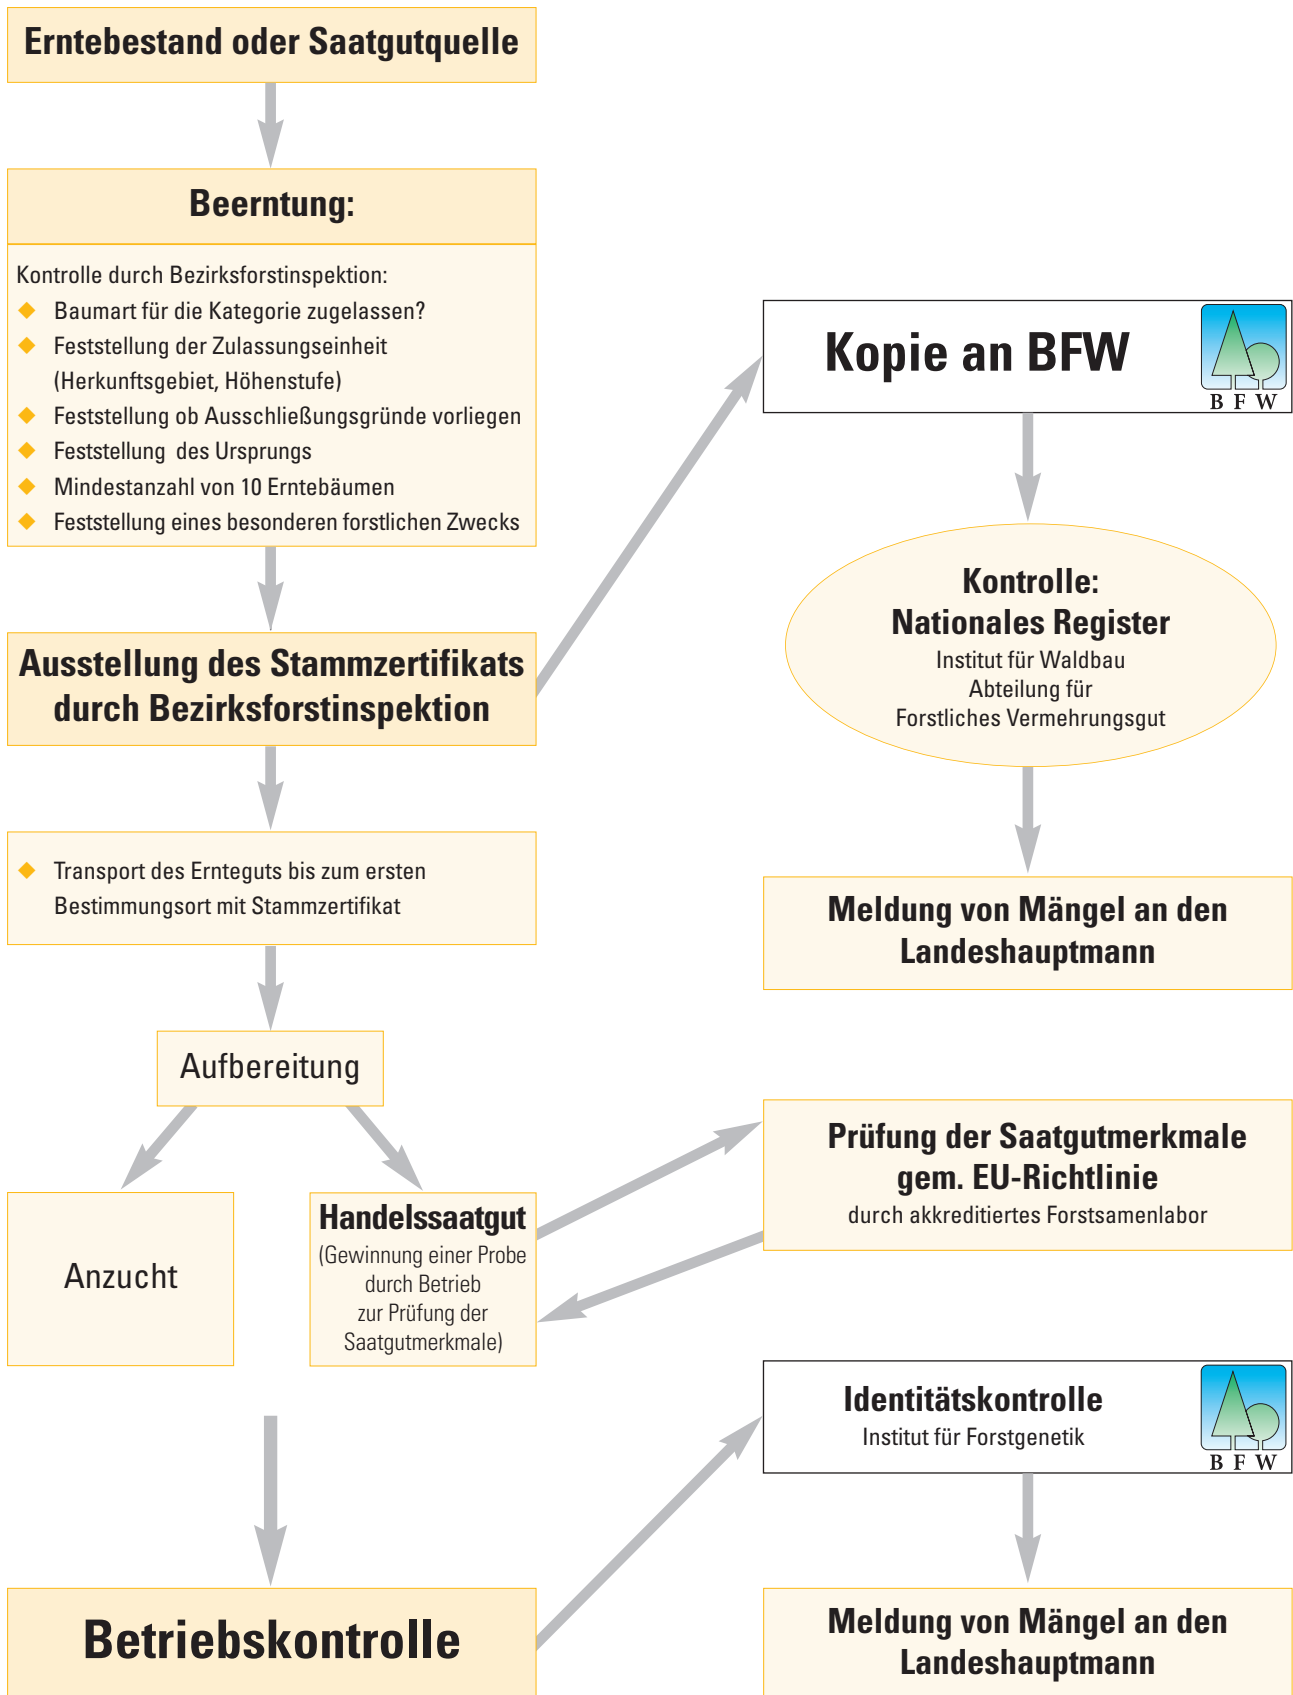 Erntebestand oder Saatgutquelle
Beerntung:
Kontrolle durch Bezirksforstinspektion:
Baumart für die Kategorie zugelassen?
Feststellung der Zulassungseinheit
(Herkunftsgebiet, Höhenstufe)
Feststellung ob Ausschließungsgründe vorliegen
Feststellung des Ursprungs
Mindestanzahl von 10 Erntebäumen
Feststellung eines besonderen forstlichen Zwecks
Kopie an BFW
B F W
Kontrolle:
Nationales Register
Institut für Waldbau
Abteilung für
Forstliches Vermehrungsgut
Ausstellung des Stammzertifikats
durch Bezirksforstinspektion
Transport des Ernteguts bis zum ersten
Bestimmungsort mit Stammzertifikat
Meldung von Mängel an den
Landeshauptmann
Aufbereitung
Anzucht
Handelssaatgut
(Gewinnung einer Probe
durch Betrieb
zur Prüfung der
Saatgutmerkmale)
Prüfung der Saatgutmerkmale
gem. EU-Richtlinie
durch akkreditiertes Forstsamenlabor
Identitätskontrolle
Institut für Forstgenetik
B F W
Betriebskontrolle
Meldung von Mängel an den
Landeshauptmann